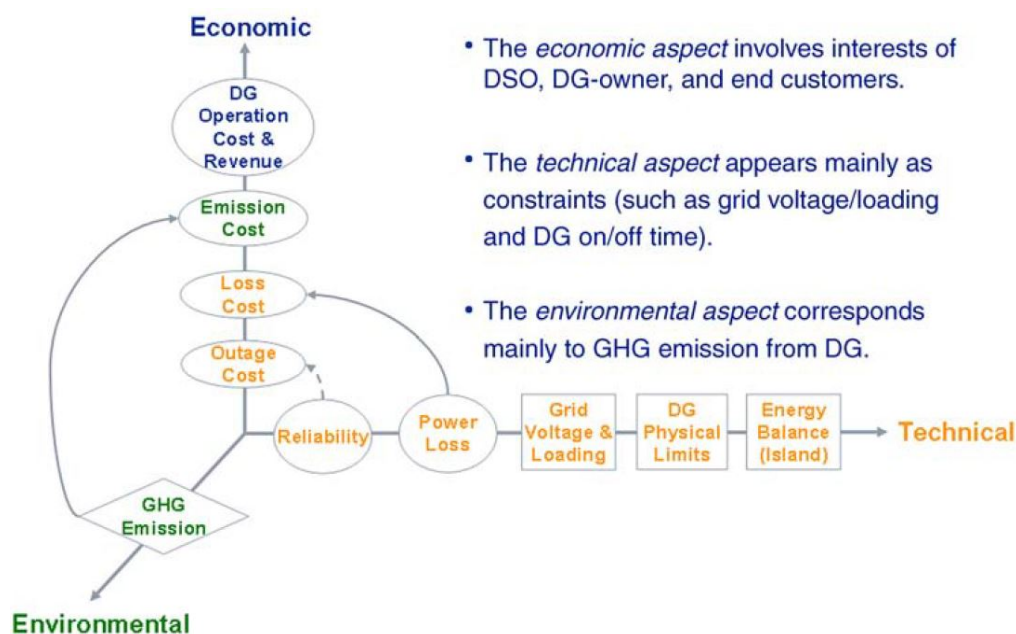 Economic
DG
Operation
Cost &
Revenue
Emission
Cost
Loss
Cost
Outage
Cost
Reliability
Power
Loss
Grid
Voltage &
Loading
DG
Physical
Limits
Energy
Balance
(Island)
Technical
GHG
Emission
Environmental
• The economic aspect involves interests of
DSO, DG-owner, and end customers.
• The technical aspect appears mainly as
constraints (such as grid voltage/loading
and DG on/off time).
• The environmental aspect corresponds
mainly to GHG emission from DG.